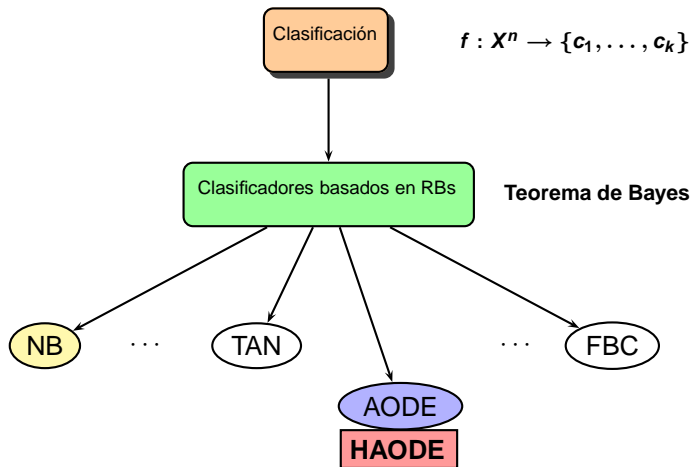 Clasificación
f : Xⁿ → {c₁, . . . , cₖ}
Clasificadores basados en RBs
Teorema de Bayes
NB
. . .
TAN
. . .
FBC
AODE
HAODE